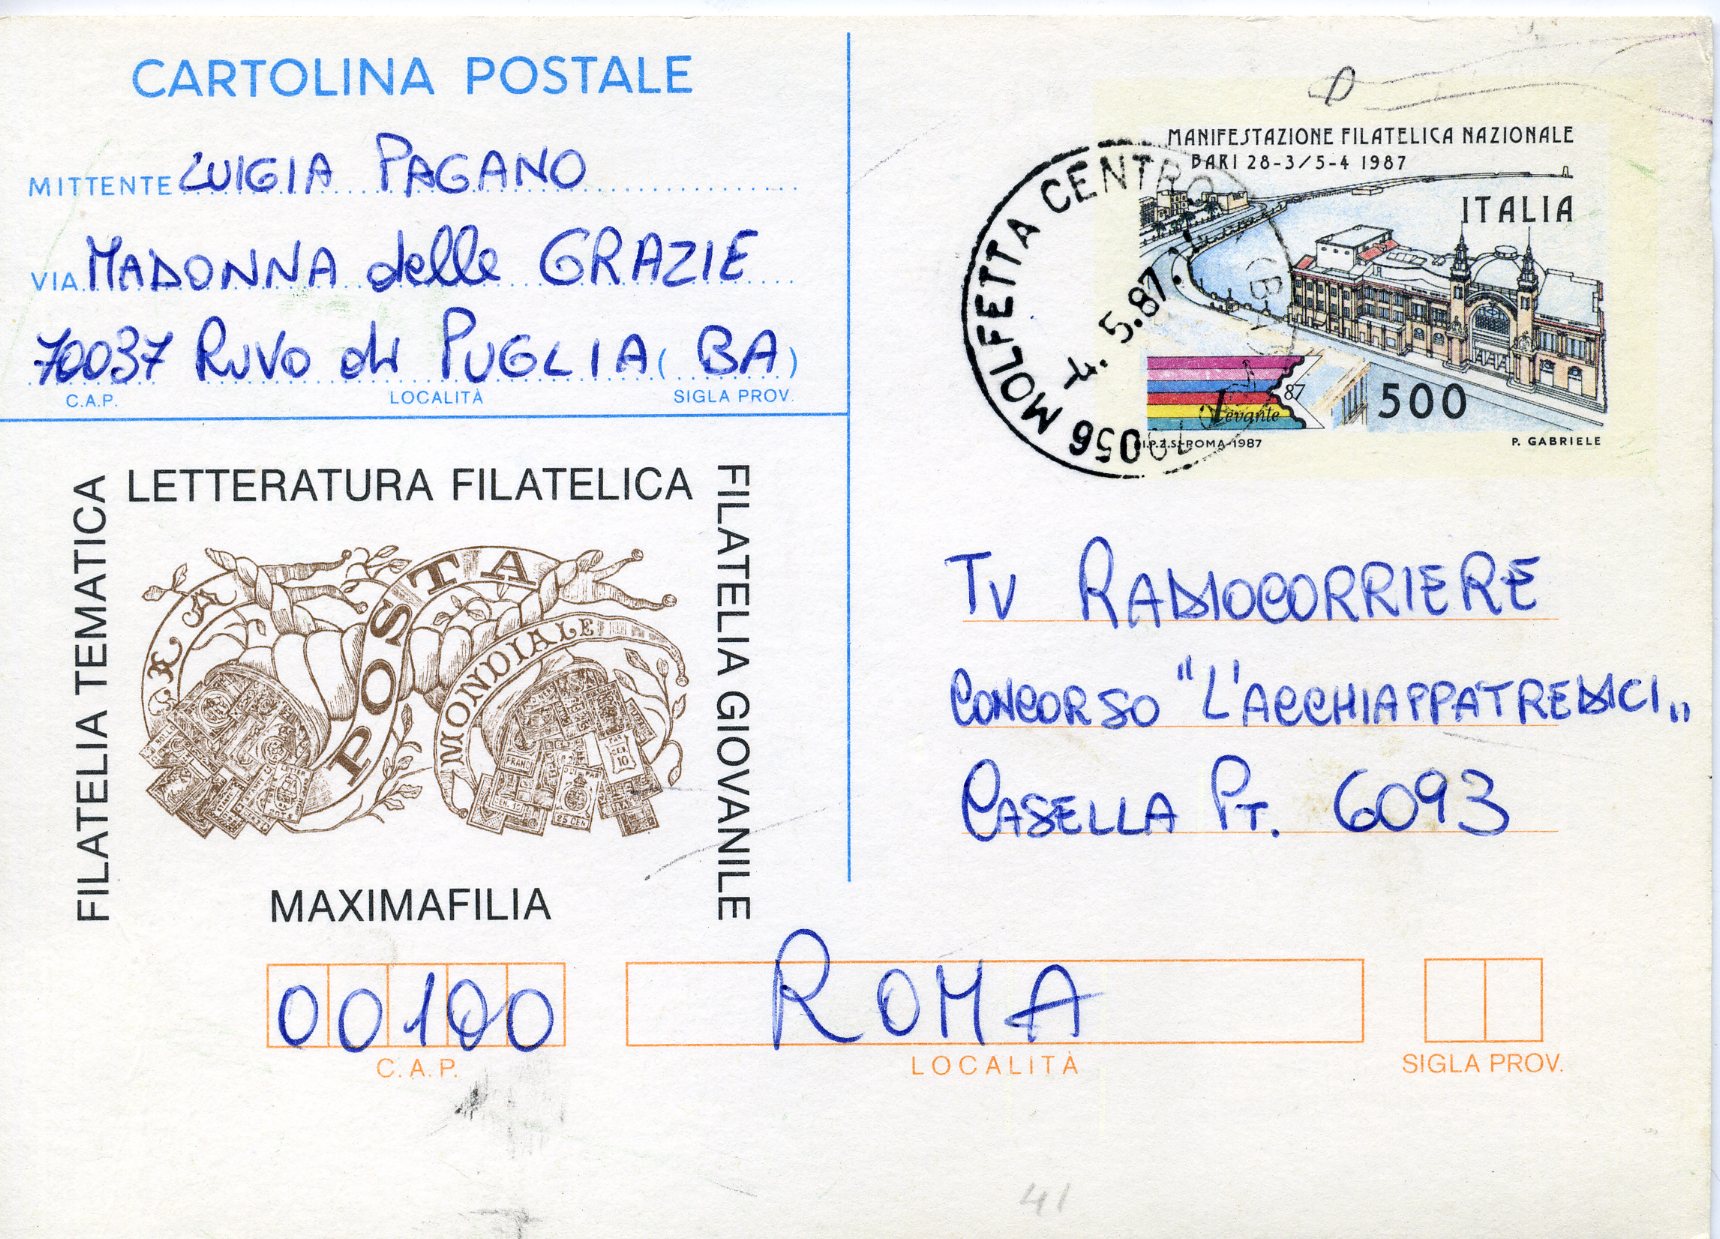 CARTOLINA POSTALE
MITTENTE LUIGIA PAGANO
VIA MADONNA delle GRAZIE
70037 RUVO di PUGLIA (BA)
C.A.P. LOCALITÀ SIGLA PROV.
MANIFESTAZIONE FILATELICA NAZIONALE
BARI 28-3/5-4 1987
ITALIA
MOLFETTA CENTRO
4.5.87
87
Levante
500
I.P.Z.S.-ROMA-1987
P. GABRIELE
LETTERATURA FILATELICA
FILATELIA TEMATICA
FILATELIA GIOVANILE
POSTA
MONDIALE
MAXIMAFILIA
TV RADIOCORRIERE
CONCORSO "L'ACCHIAPPATREDICI"
CASELLA PT. 6093
00100 ROMA
C.A.P. LOCALITÀ SIGLA PROV.
41